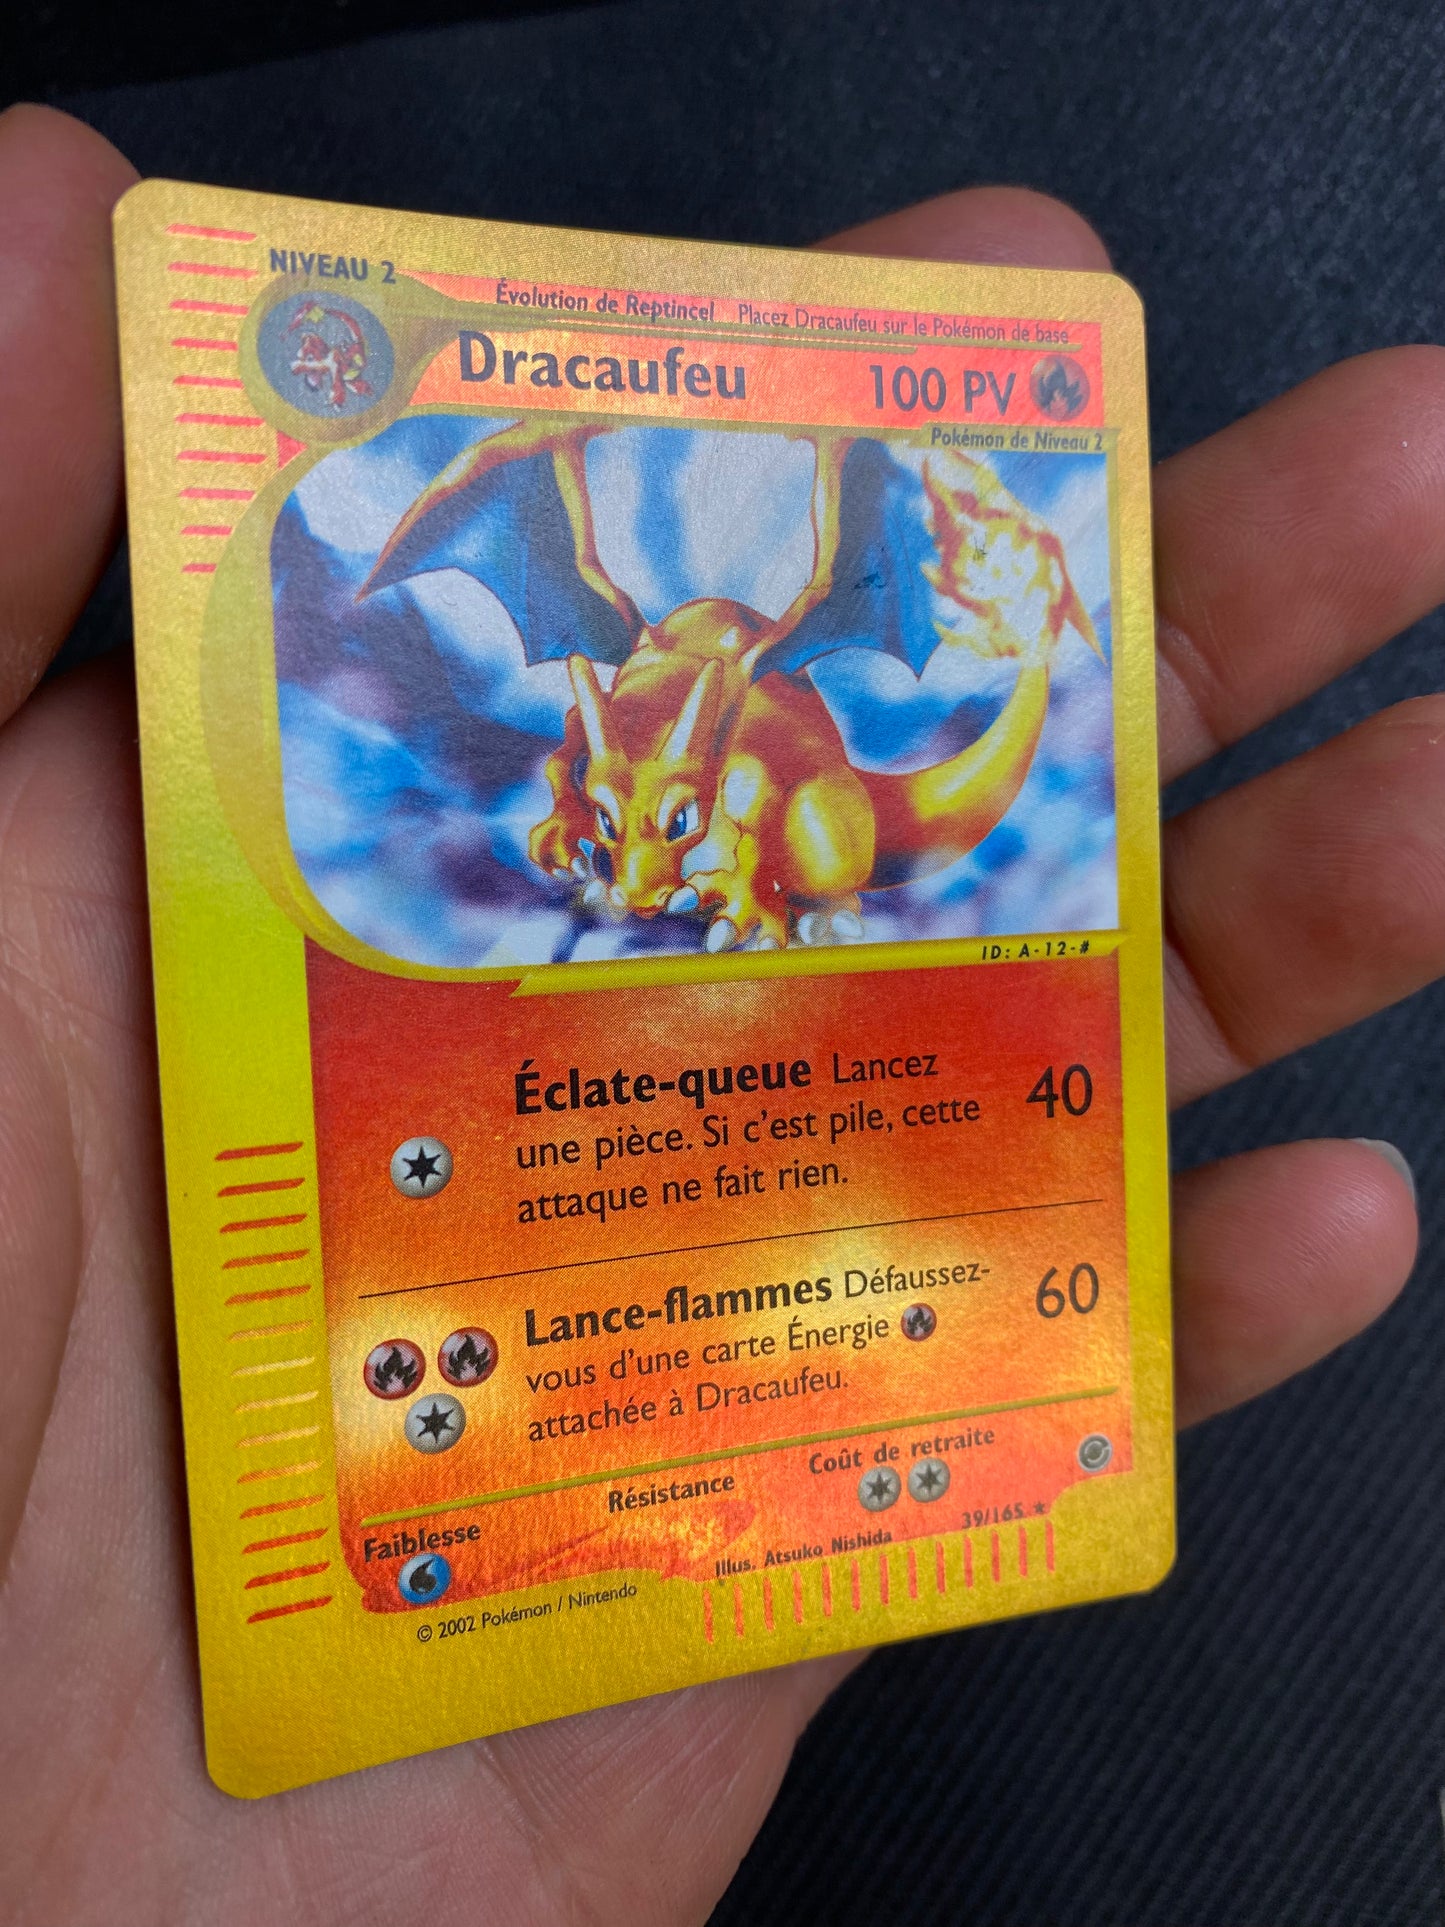 NIVEAU 2
Évolution de Reptincel Placez Dracaufeu sur le Pokémon de base
Dracaufeu 100 PV
Pokémon de Niveau 2
ID: A-12-#
Éclate-queue Lancez
une pièce. Si c'est pile, cette
attaque ne fait rien.
40
Lance-flammes Défaussez-
vous d'une carte Énergie
attachée à Dracaufeu.
60
Faiblesse
Résistance
Coût de retraite
Illus. Atsuko Nishida
39/165 ★
© 2002 Pokémon / Nintendo